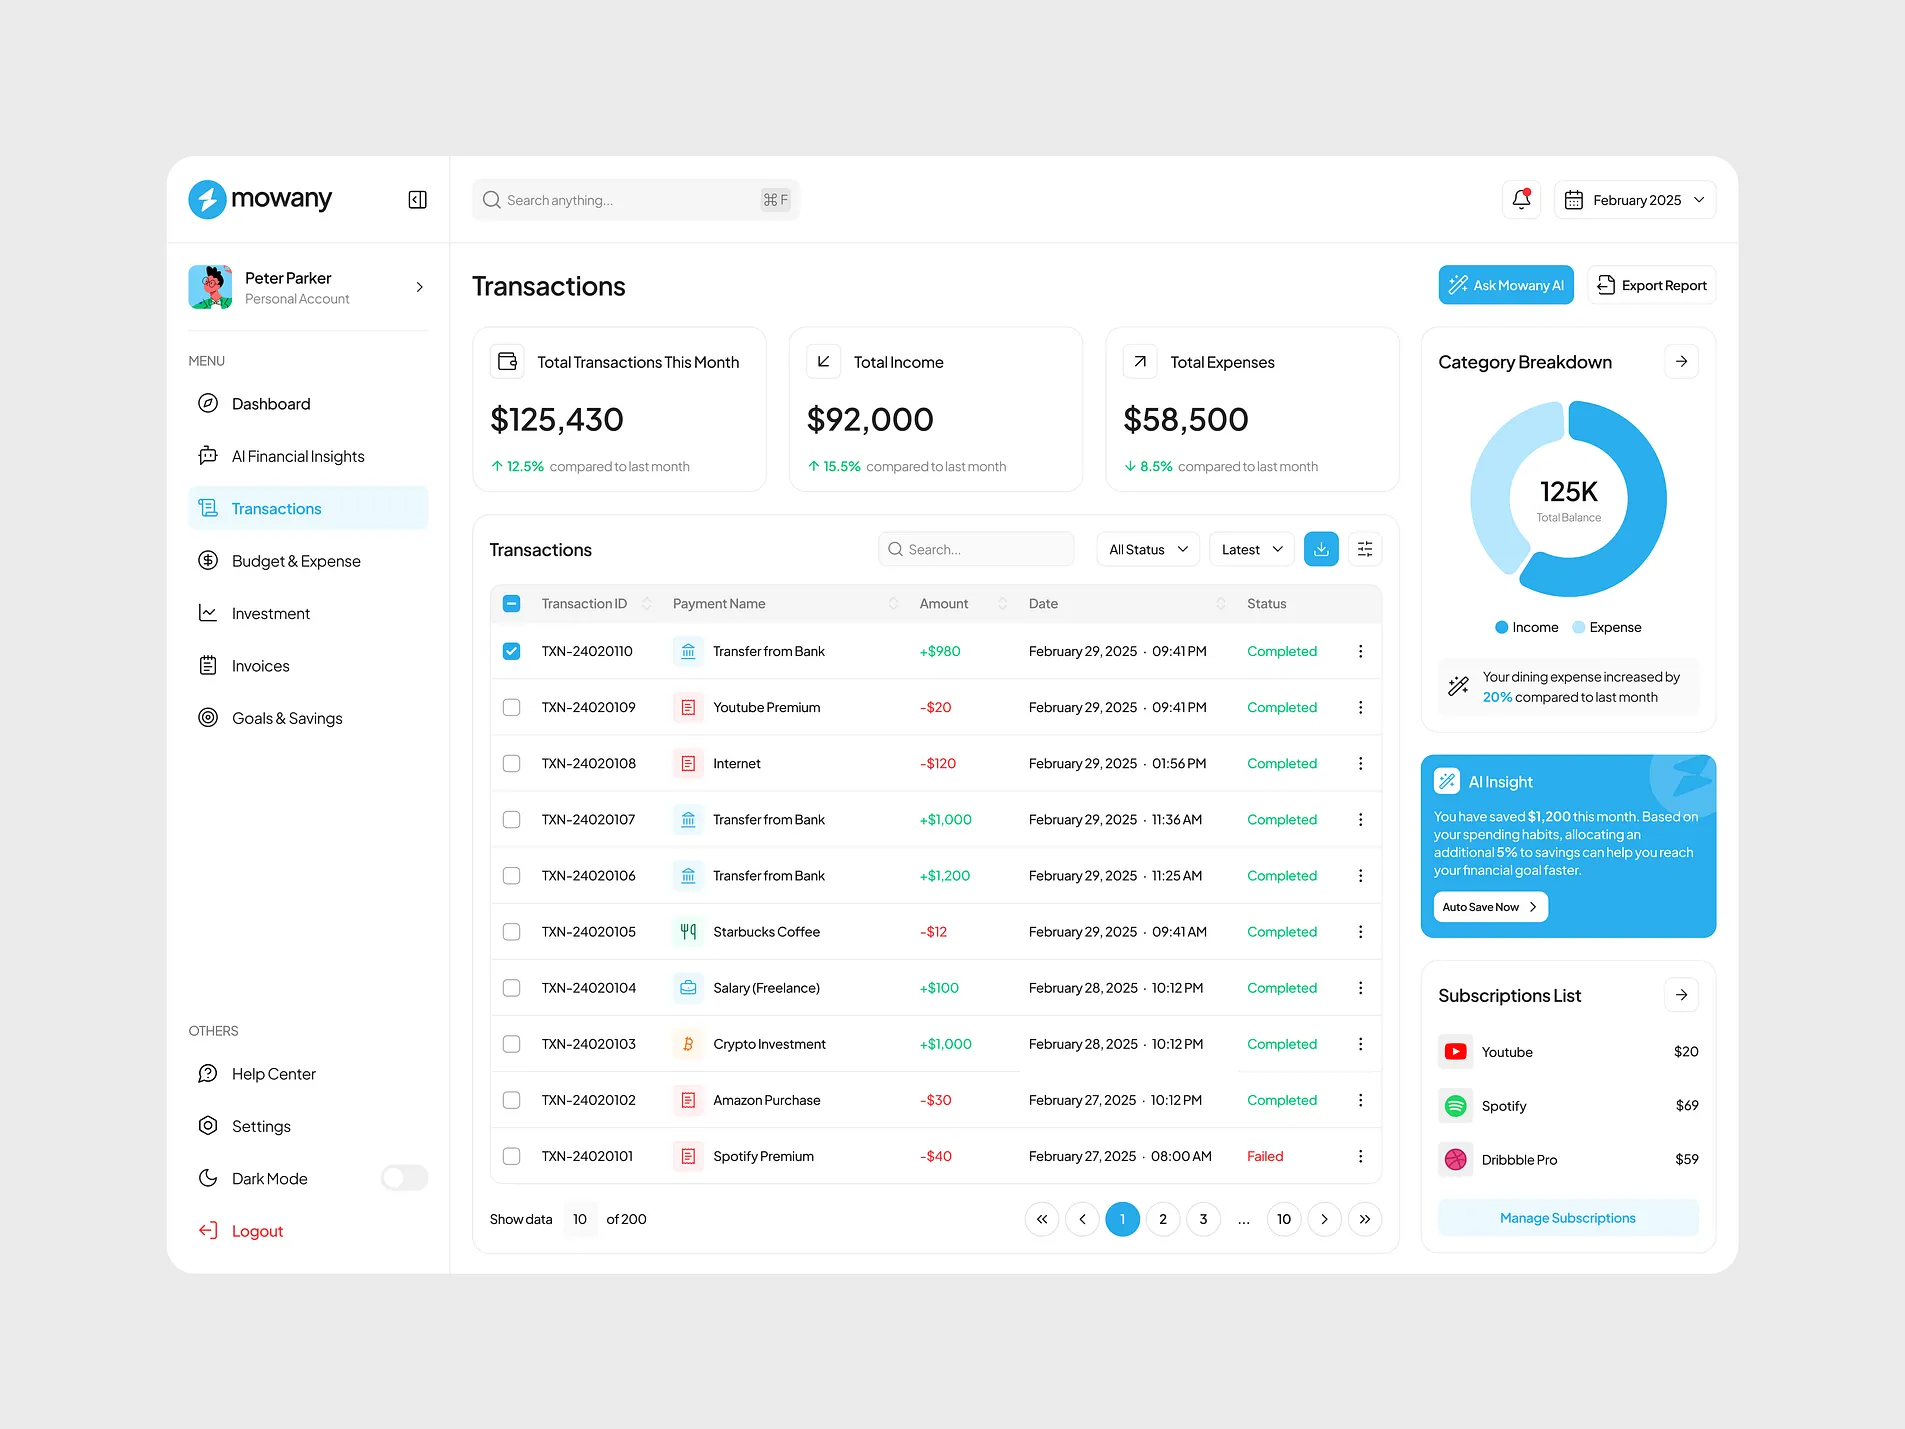 mowany
Search anything...
⌘ F
February 2025
Peter Parker
Personal Account
MENU
Dashboard
AI Financial Insights
Transactions
Budget & Expense
Investment
Invoices
Goals & Savings
OTHERS
Help Center
Settings
Dark Mode
Logout
Transactions
Ask Mowany AI
Export Report
Total Transactions This Month
$125,430
12.5% compared to last month
Total Income
$92,000
15.5% compared to last month
Total Expenses
$58,500
8.5% compared to last month
Transactions
Search...
All Status
Latest
Transaction ID Payment Name Amount Date Status
TXN-24020110 Transfer from Bank +$980 February 29, 2025 · 09:41 PM Completed
TXN-24020109 Youtube Premium -$20 February 29, 2025 · 09:41 PM Completed
TXN-24020108 Internet -$120 February 29, 2025 · 01:56 PM Completed
TXN-24020107 Transfer from Bank +$1,000 February 29, 2025 · 11:36 AM Completed
TXN-24020106 Transfer from Bank +$1,200 February 29, 2025 · 11:25 AM Completed
TXN-24020105 Starbucks Coffee -$12 February 29, 2025 · 09:41 AM Completed
TXN-24020104 Salary (Freelance) +$100 February 28, 2025 · 10:12 PM Completed
TXN-24020103 Crypto Investment +$1,000 February 28, 2025 · 10:12 PM Completed
TXN-24020102 Amazon Purchase -$30 February 27, 2025 · 10:12 PM Completed
TXN-24020101 Spotify Premium -$40 February 27, 2025 · 08:00 AM Failed
Show data 10 of 200
1 2 3 ... 10
Category Breakdown
125K
Total Balance
Income Expense
Your dining expense increased by
20% compared to last month
AI Insight
You have saved $1,200 this month. Based on
your spending habits, allocating an
additional 5% to savings can help you reach
your financial goal faster.
Auto Save Now
Subscriptions List
Youtube $20
Spotify $69
Dribbble Pro $59
Manage Subscriptions